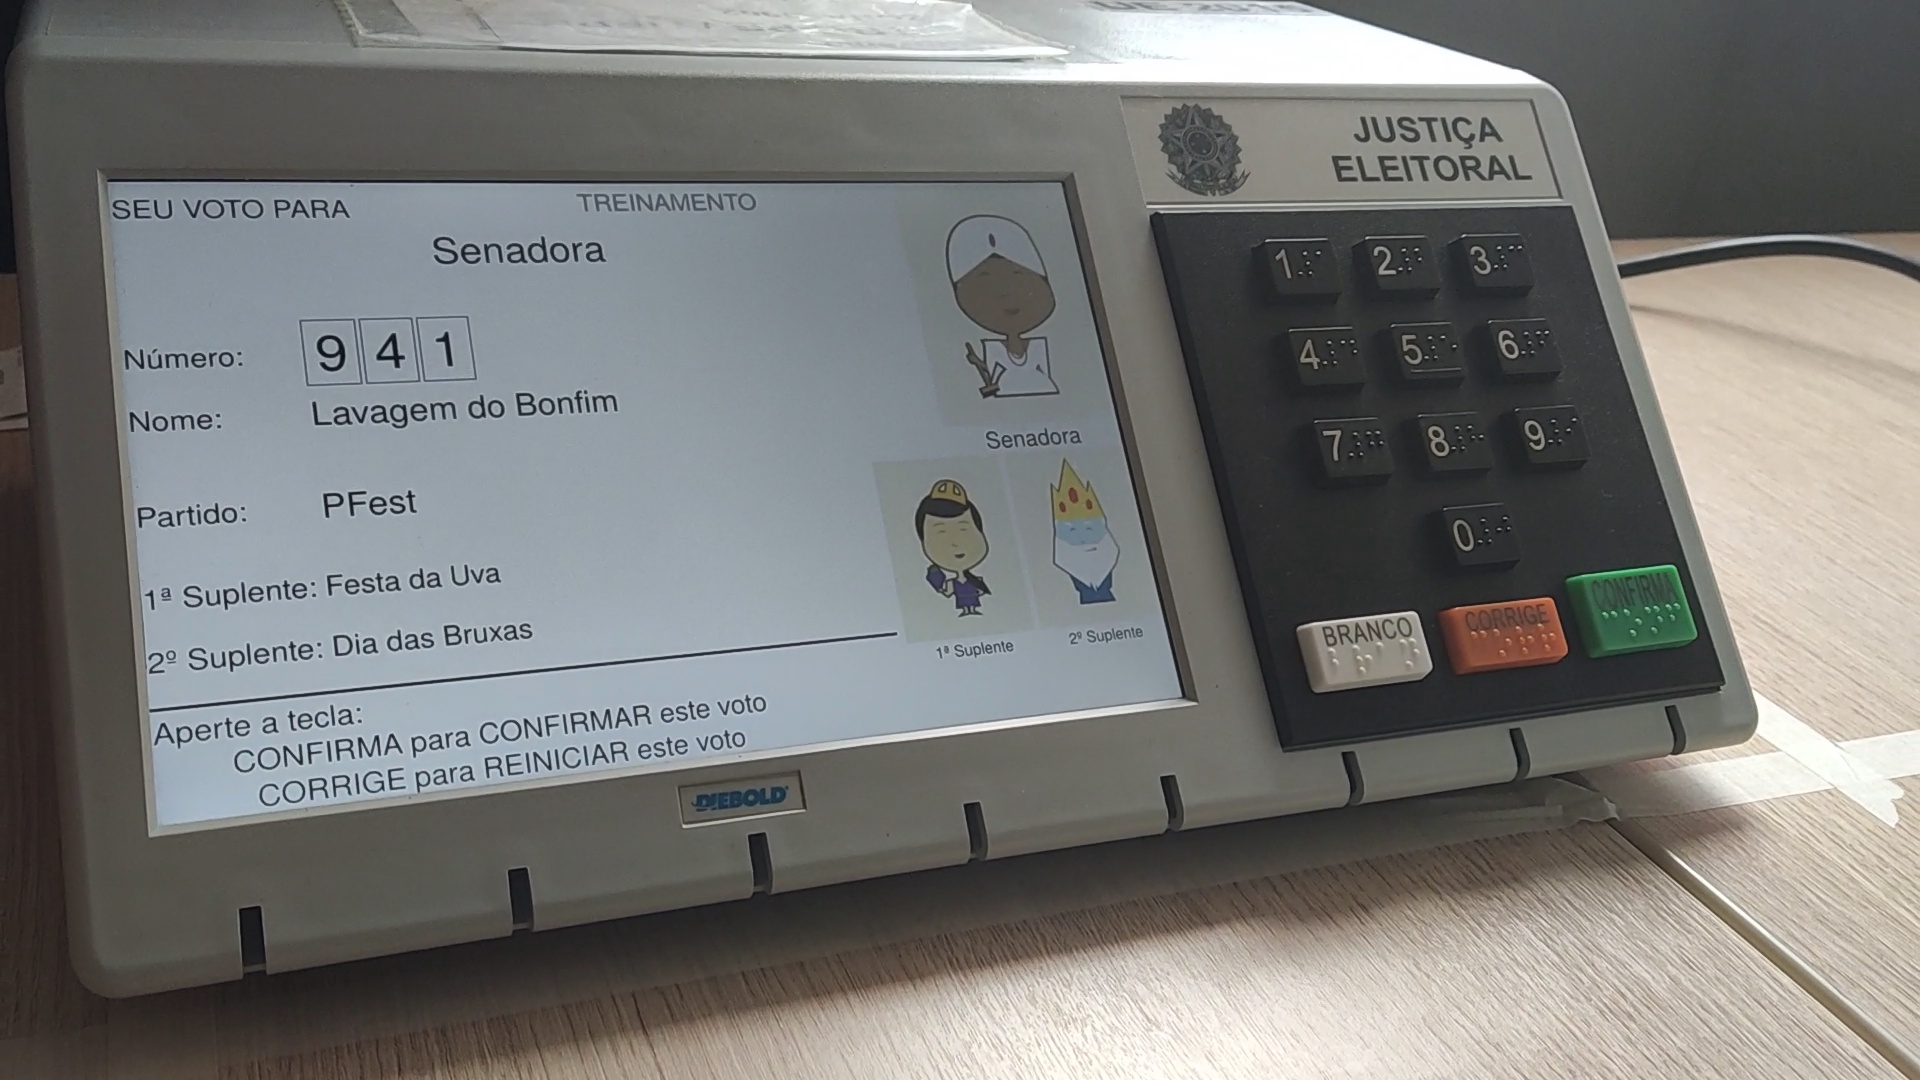 SEU VOTO PARA
TREINAMENTO
Senadora
Número: 9 4 1
Nome: Lavagem do Bonfim
Partido: PFest
1ª Suplente: Festa da Uva
2º Suplente: Dia das Bruxas
Senadora
1ª Suplente
2º Suplente
Aperte a tecla:
CONFIRMA para CONFIRMAR este voto
CORRIGE para REINICIAR este voto
DIEBOLD
JUSTIÇA
ELEITORAL
1 2 3
4 5 6
7 8 9
0
BRANCO CORRIGE CONFIRMA